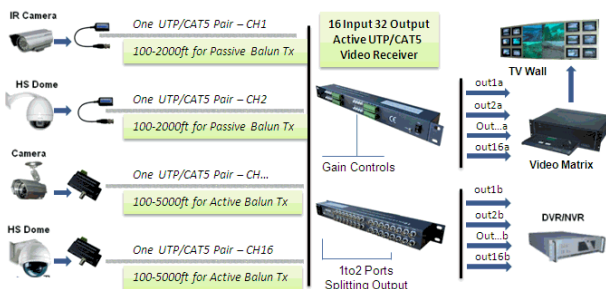 IR Camera
One UTP/CAT5 Pair – CH1
100-2000ft for Passive Balun Tx
HS Dome
One UTP/CAT5 Pair – CH2
100-2000ft for Passive Balun Tx
Camera
One UTP/CAT5 Pair – CH...
100-5000ft for Active Balun Tx
HS Dome
One UTP/CAT5 Pair – CH16
100-5000ft for Active Balun Tx
16 Input 32 Output
Active UTP/CAT5
Video Receiver
Gain Controls
1to2 Ports
Splitting Output
TV Wall
out1a
out2a
Out...a
out16a
Video Matrix
out1b
out2b
Out...b
out16b
DVR/NVR